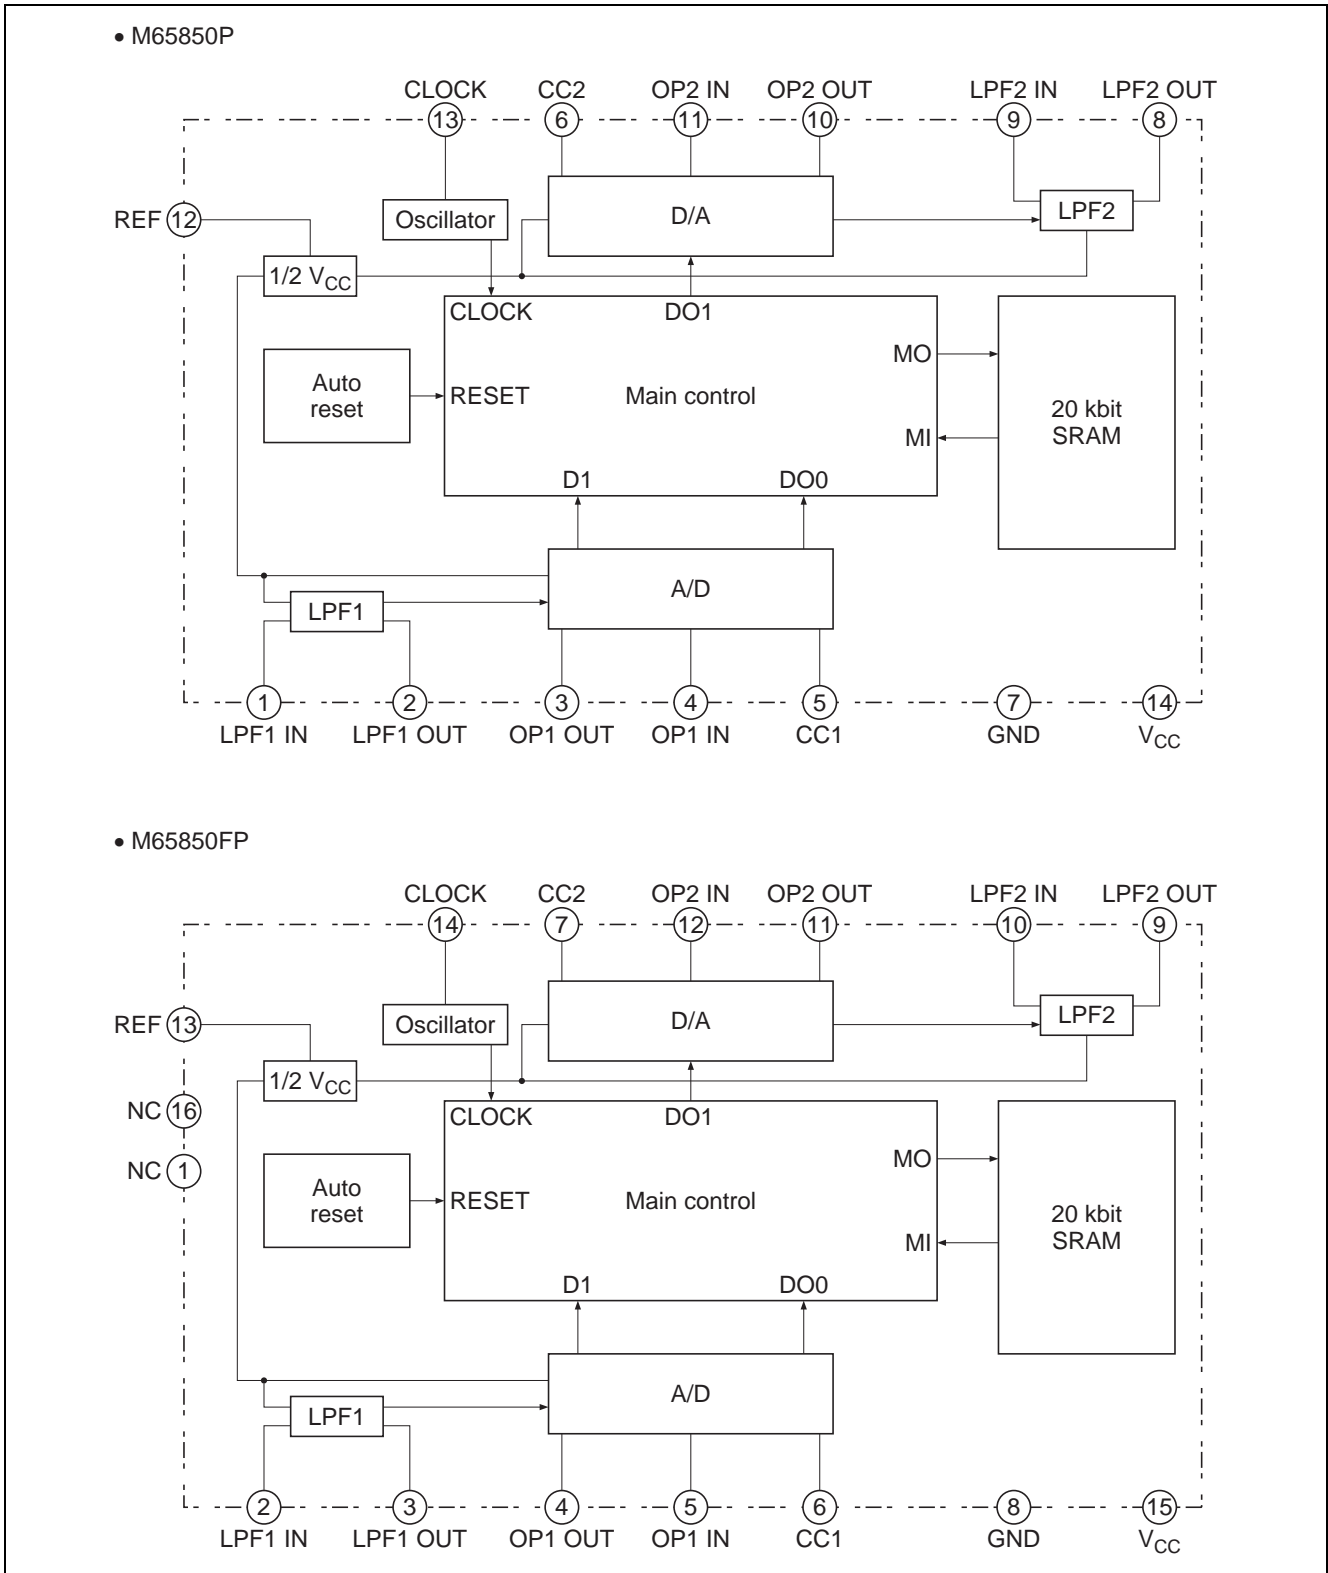 • M65850P
CLOCK CC2 OP2 IN OP2 OUT LPF2 IN LPF2 OUT
13 6 11 10 9 8
REF 12
Oscillator
D/A
LPF2
1/2 VCC
CLOCK DO1
MO
Auto
reset
RESET
Main control
20 kbit
SRAM
MI
D1 DO0
A/D
LPF1
1 2 3 4 5 7 14
LPF1 IN LPF1 OUT OP1 OUT OP1 IN CC1 GND VCC
• M65850FP
CLOCK CC2 OP2 IN OP2 OUT LPF2 IN LPF2 OUT
14 7 12 11 10 9
REF 13
Oscillator
D/A
LPF2
1/2 VCC
NC 16
CLOCK DO1
NC 1
MO
Auto
reset
RESET
Main control
20 kbit
SRAM
MI
D1 DO0
A/D
LPF1
2 3 4 5 6 8 15
LPF1 IN LPF1 OUT OP1 OUT OP1 IN CC1 GND VCC